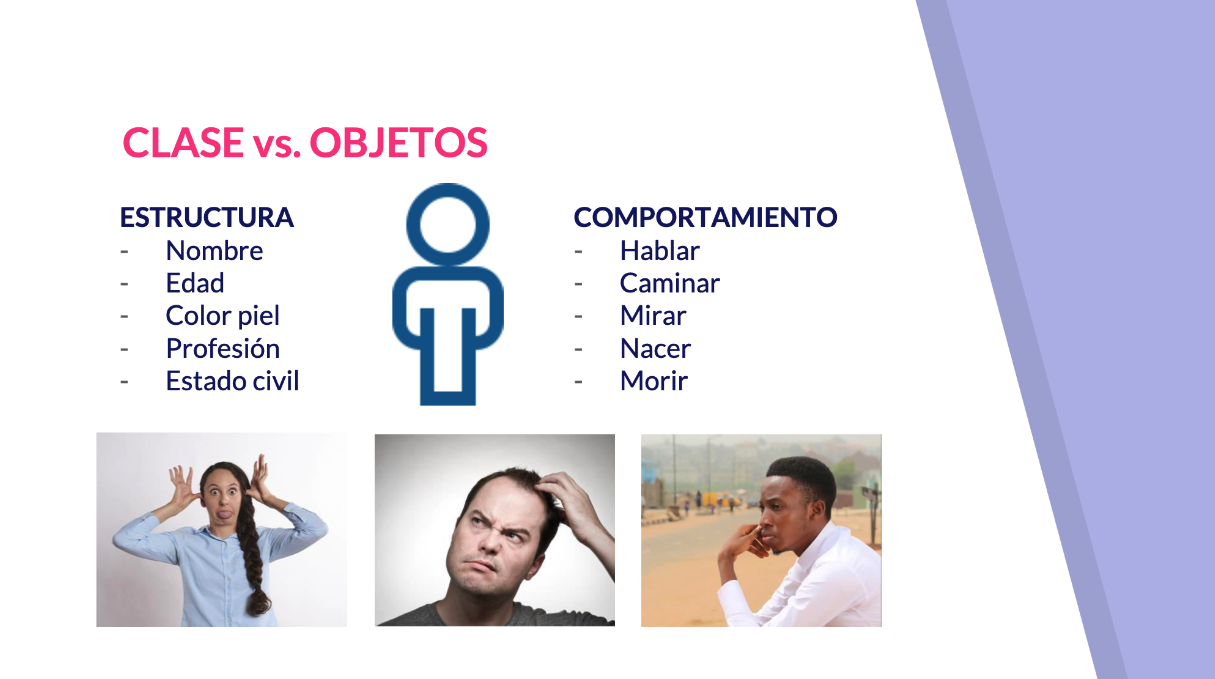 CLASE vs. OBJETOS
ESTRUCTURA
- Nombre
- Edad
- Color piel
- Profesión
- Estado civil
COMPORTAMIENTO
- Hablar
- Caminar
- Mirar
- Nacer
- Morir